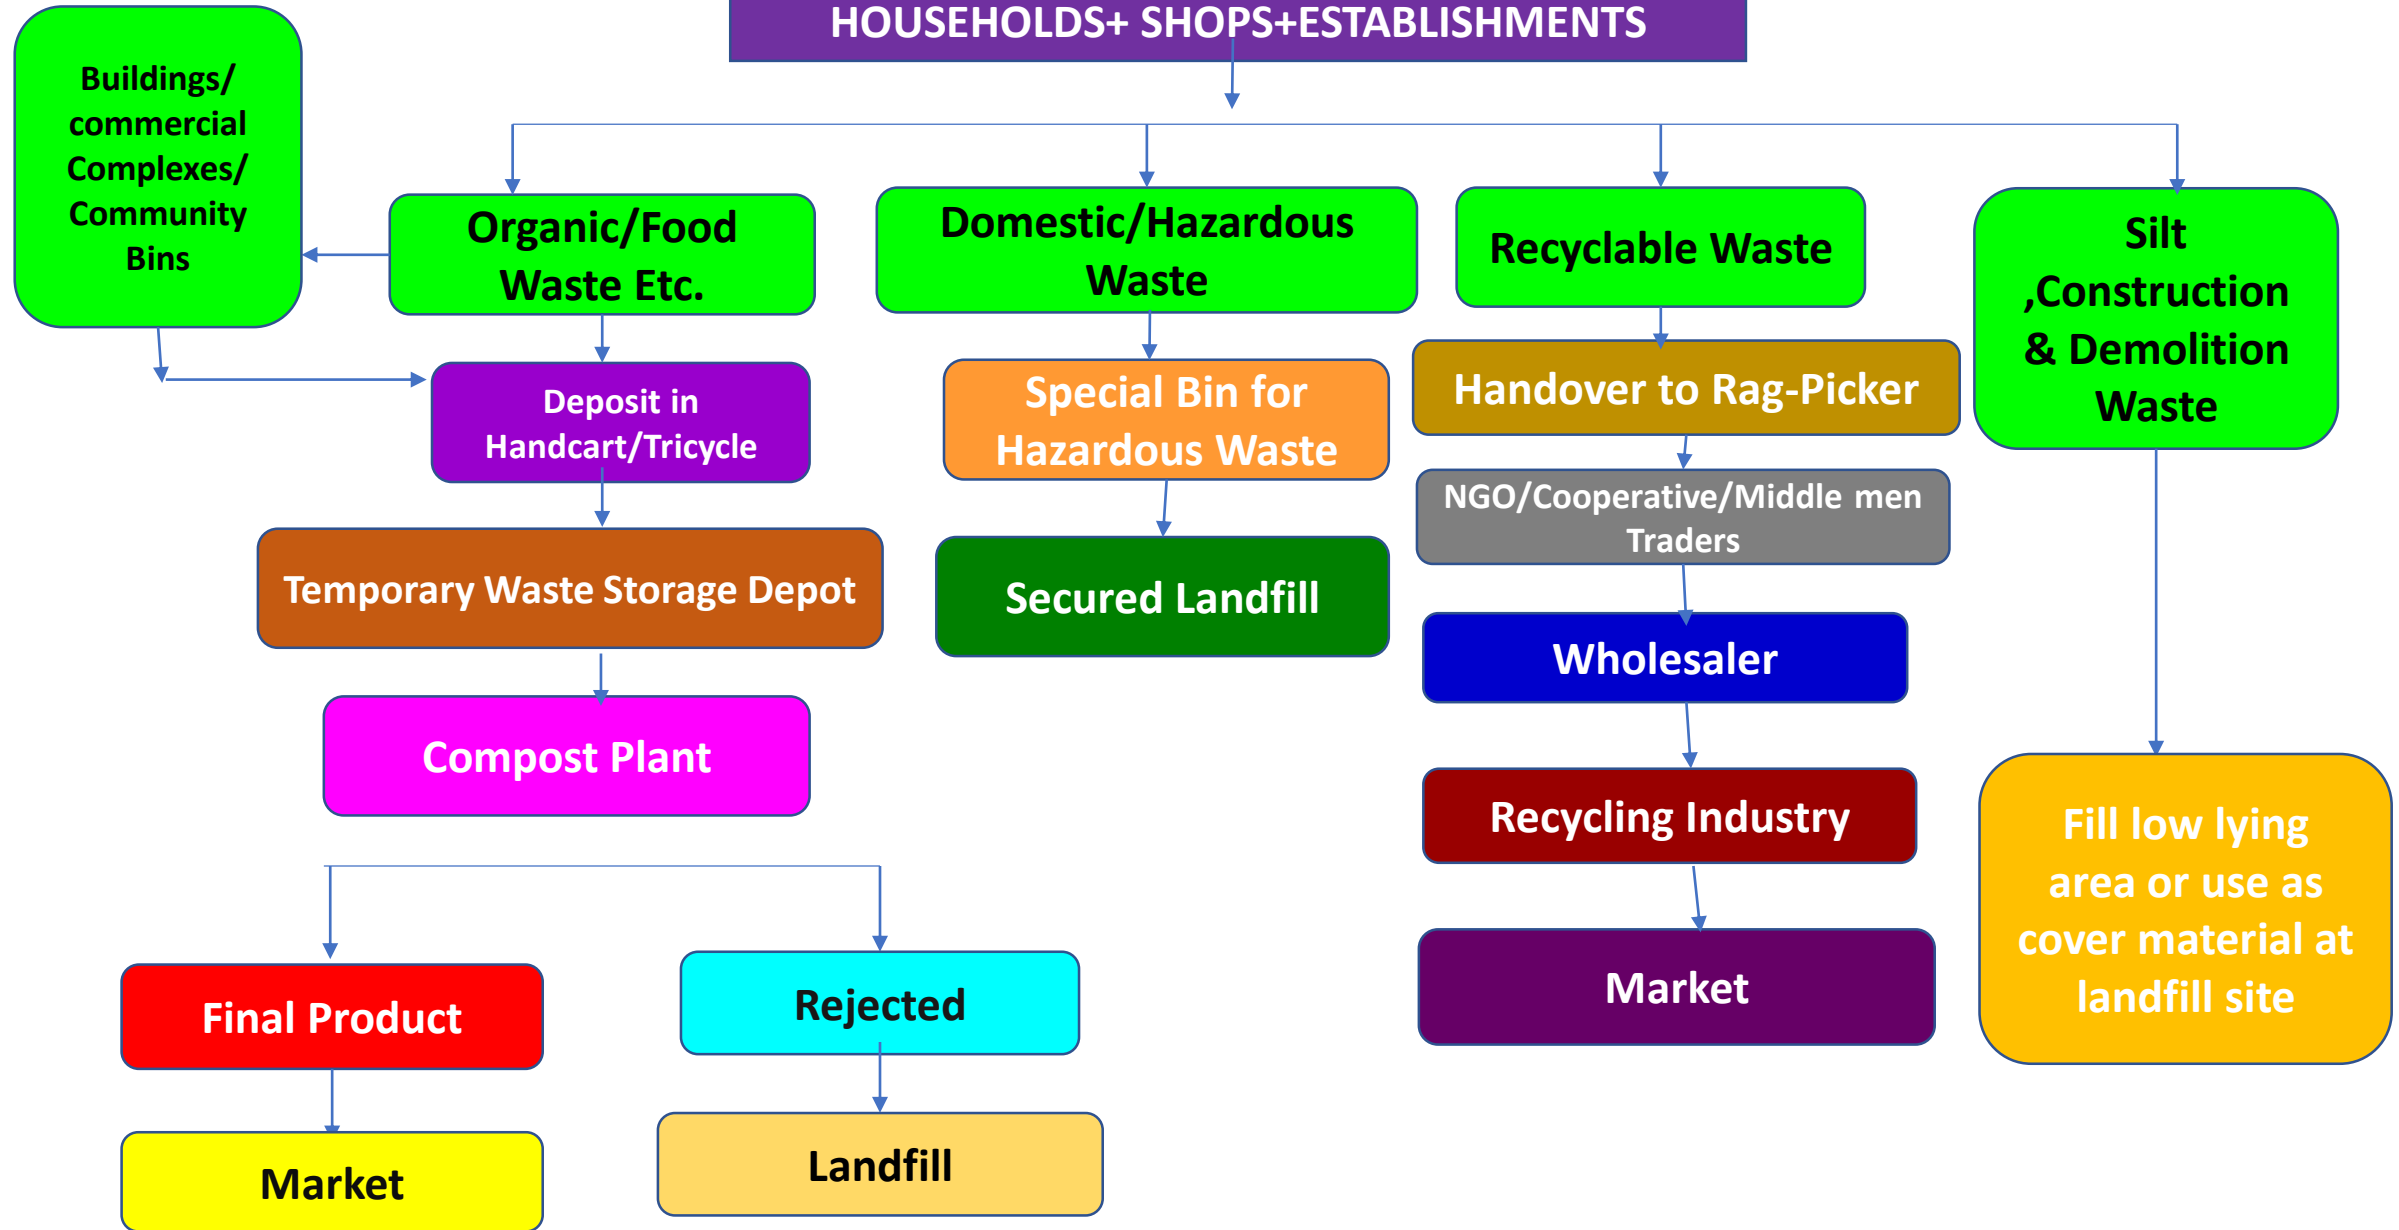 HOUSEHOLDS+ SHOPS+ESTABLISHMENTS
Buildings/
commercial
Complexes/
Community
Bins
Organic/Food
Waste Etc.
Domestic/Hazardous
Waste
Recyclable Waste
Silt
,Construction
& Demolition
Waste
Deposit in
Handcart/Tricycle
Special Bin for
Hazardous Waste
Handover to Rag-Picker
NGO/Cooperative/Middle men
Traders
Temporary Waste Storage Depot
Secured Landfill
Wholesaler
Compost Plant
Recycling Industry
Fill low lying
area or use as
cover material at
landfill site
Final Product
Rejected
Market
Market
Landfill